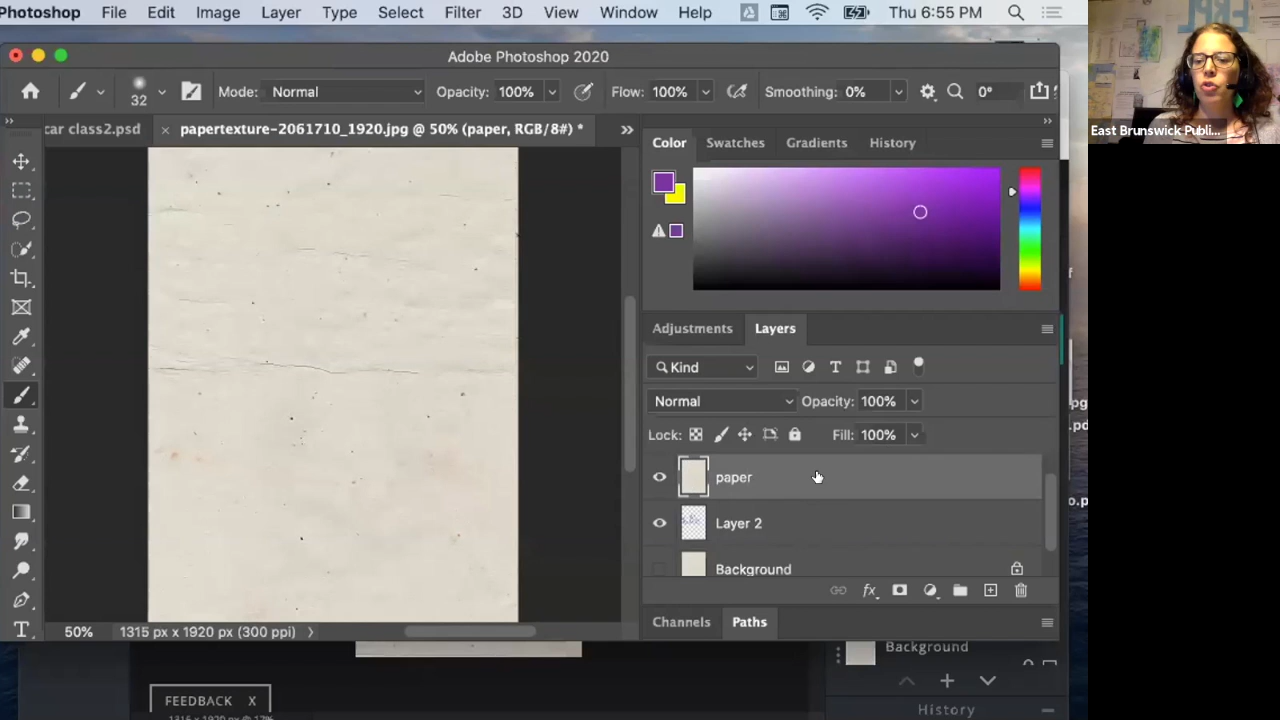 Photoshop File Edit Image Layer Type Select Filter 3D View Window Help Thu 6:55 PM
Adobe Photoshop 2020
32 Mode: Normal Opacity: 100% Flow: 100% Smoothing: 0% 0°
car class2.psd × papertexture-2061710_1920.jpg @ 50% (paper, RGB/8#) * »
East Brunswick Publi...
Color Swatches Gradients History
Adjustments Layers
Kind
Normal Opacity: 100%
Lock: Fill: 100%
paper
Layer 2
Background
50% 1315 px x 1920 px (300 ppi)
Channels Paths
Background
FEEDBACK X
History